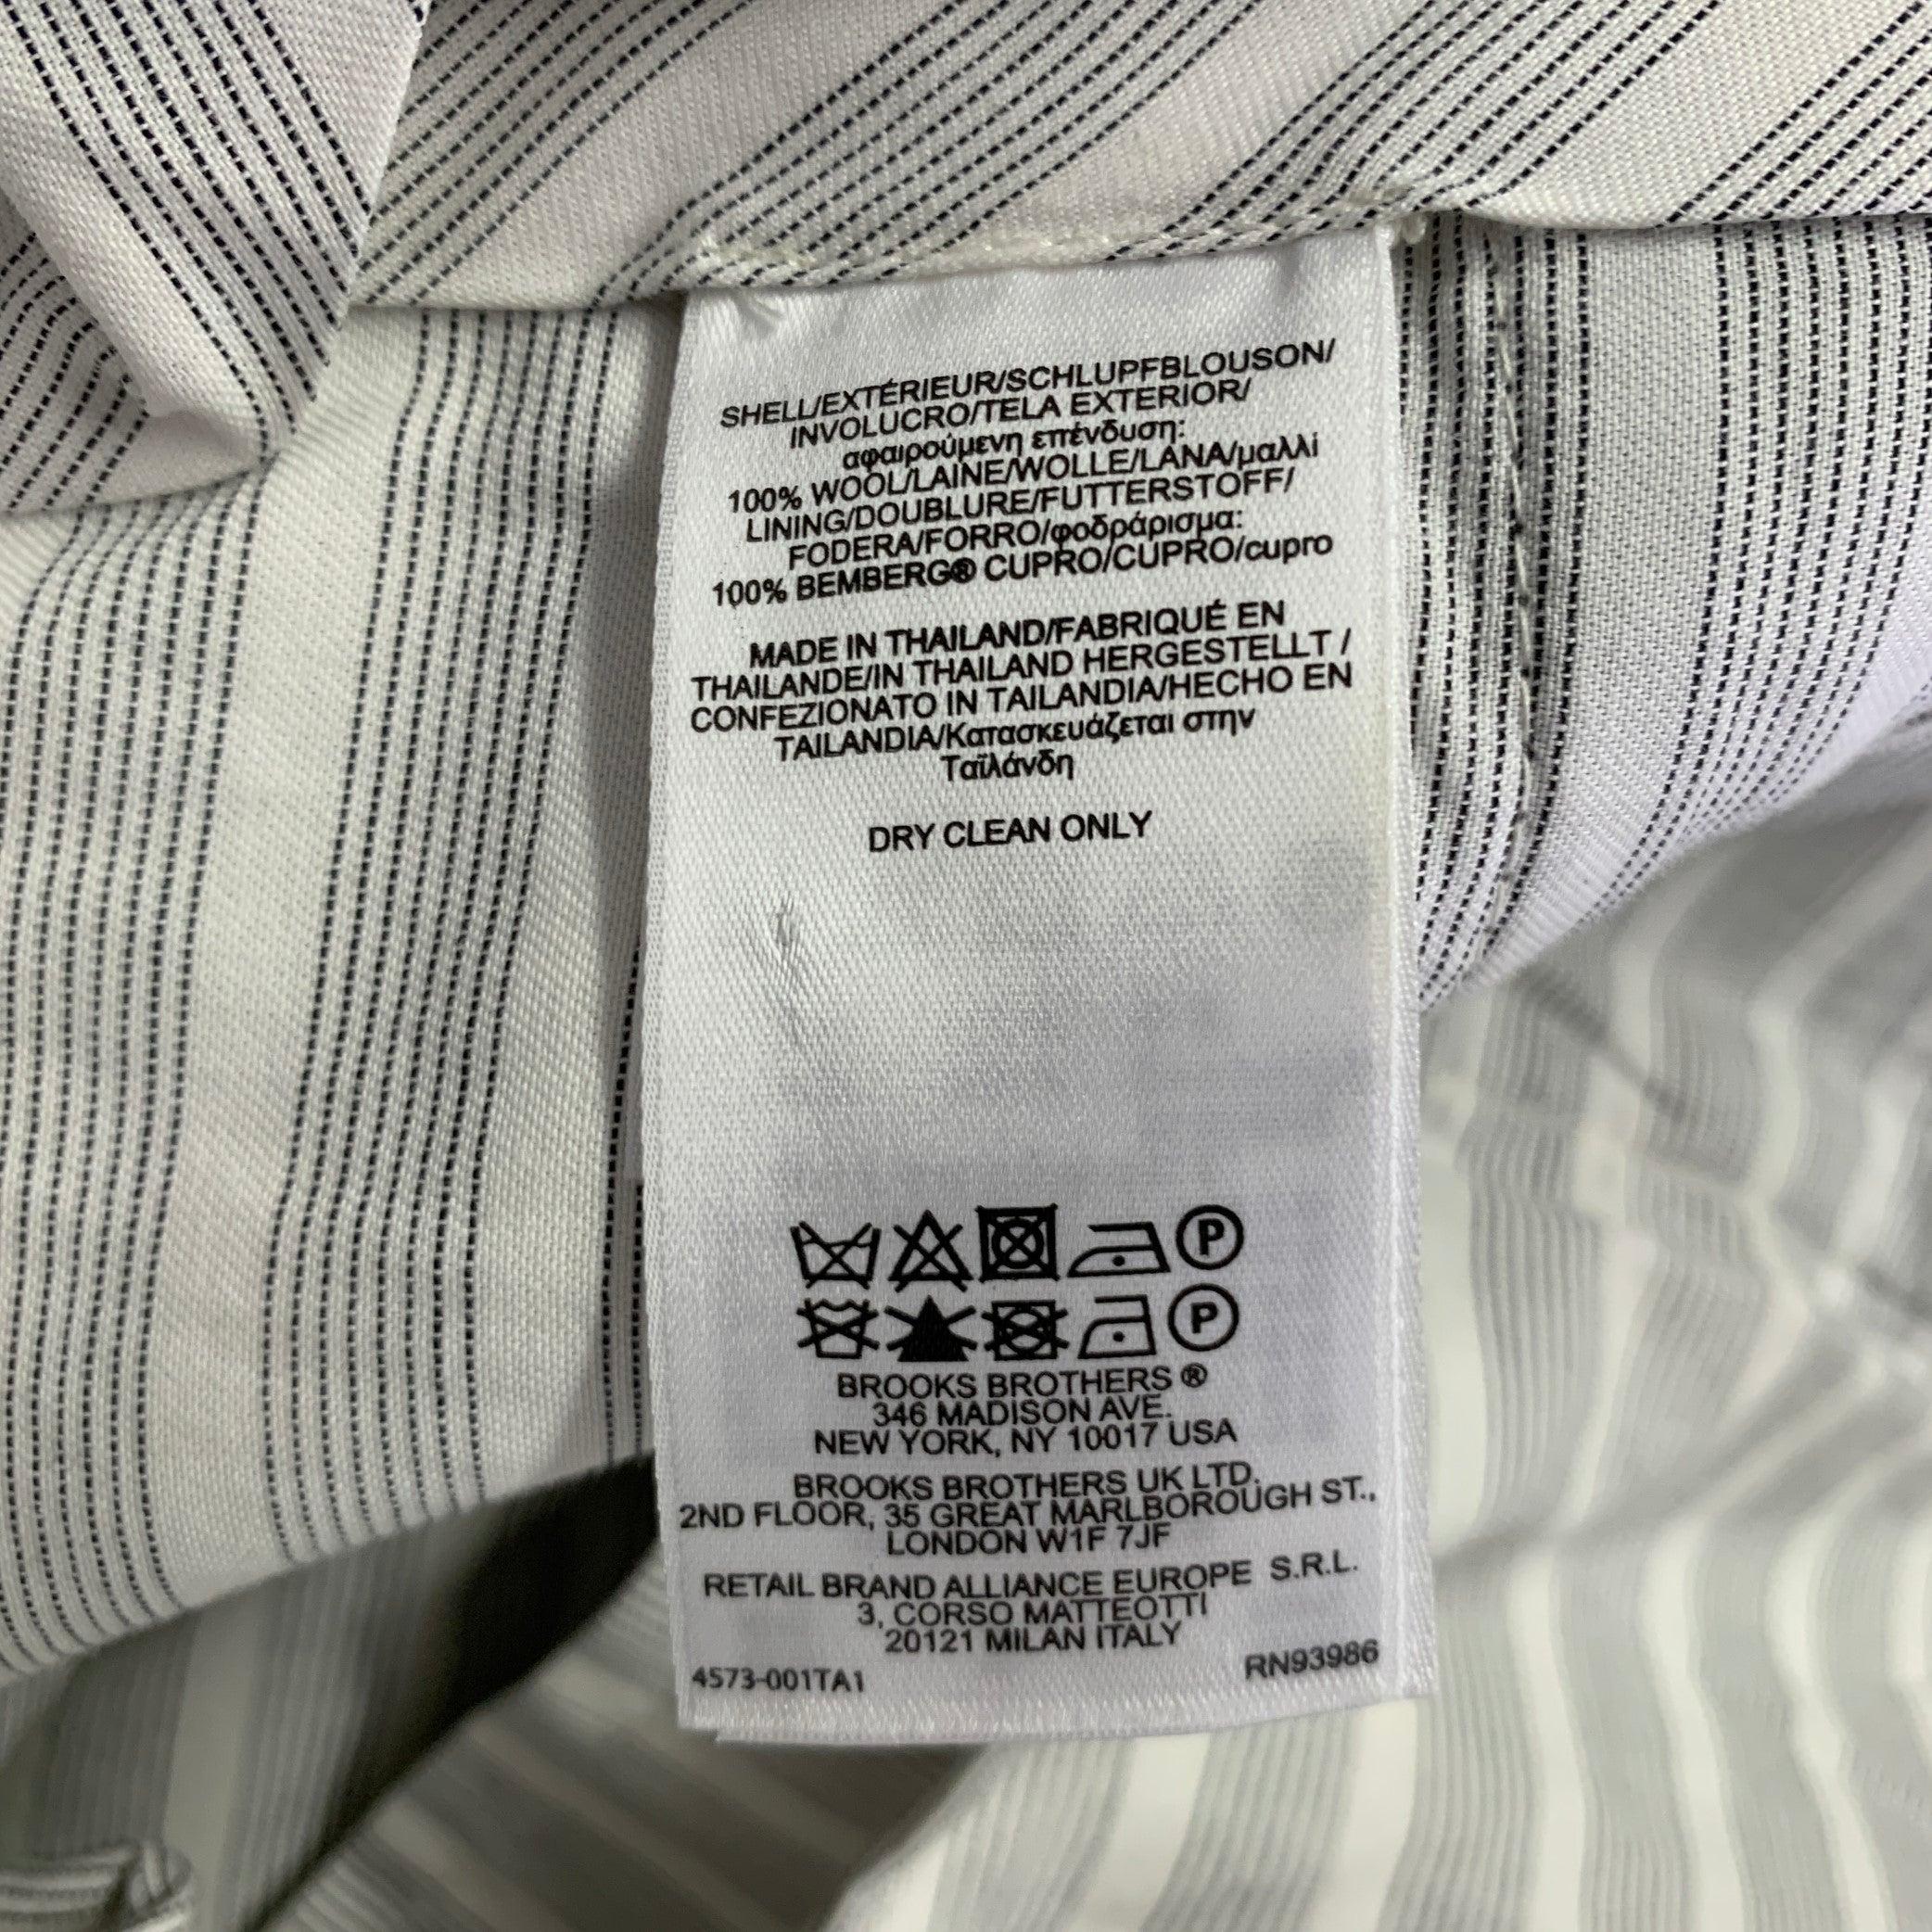 SHELL/EXTÉRIEUR/SCHLUPFBLOUSON/
INVOLUCRO/TELA EXTERIOR/
αφαιρούμενη επένδυση:
100% WOOL/LAINE/WOLLE/LANA/μαλλί
LINING/DOUBLURE/FUTTERSTOFF/
FODERA/FORRO/φοδράρισμα:
100% BEMBERG® CUPRO/CUPRO/cupro
MADE IN THAILAND/FABRIQUÉ EN
THAILANDE/IN THAILAND HERGESTELLT /
CONFEZIONATO IN TAILANDIA/HECHO EN
TAILANDIA/Κατασκευάζεται στην
Ταϊλάνδη
DRY CLEAN ONLY
P
P
BROOKS BROTHERS ®
346 MADISON AVE.
NEW YORK, NY 10017 USA
BROOKS BROTHERS UK LTD.
2ND FLOOR, 35 GREAT MARLBOROUGH ST.,
LONDON W1F 7JF
RETAIL BRAND ALLIANCE EUROPE S.R.L.
3, CORSO MATTEOTTI
20121 MILAN ITALY
4573-001TA1 RN93986